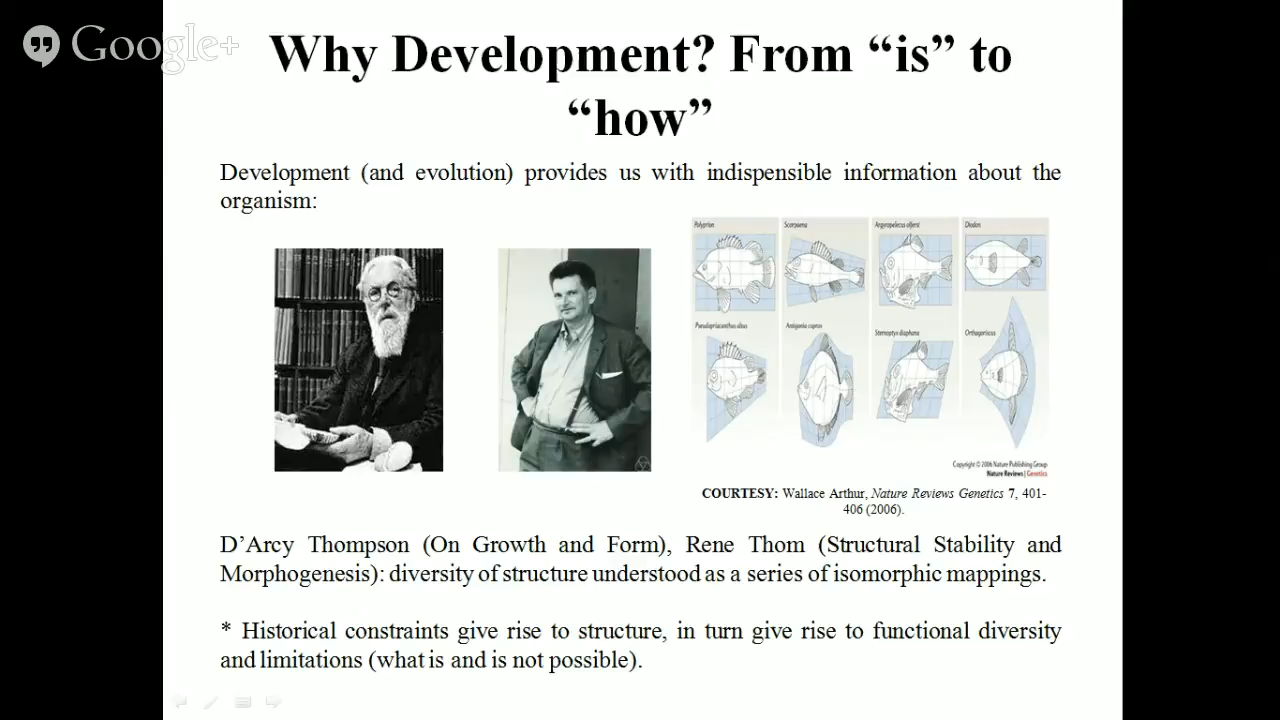 Google+
Why Development? From “is” to
“how”
Development (and evolution) provides us with indispensible information about the
organism:
Polyprion
Scorpaena
Argyropelecus olfersi
Diodon
Pseudopriacanthus altus
Antigonia capros
Sternoptyx diaphana
Orthagoriscus
Copyright © 2006 Nature Publishing Group
Nature Reviews | Genetics
COURTESY: Wallace Arthur, Nature Reviews Genetics 7, 401-
406 (2006).
D’Arcy Thompson (On Growth and Form), Rene Thom (Structural Stability and
Morphogenesis): diversity of structure understood as a series of isomorphic mappings.
* Historical constraints give rise to structure, in turn give rise to functional diversity
and limitations (what is and is not possible).